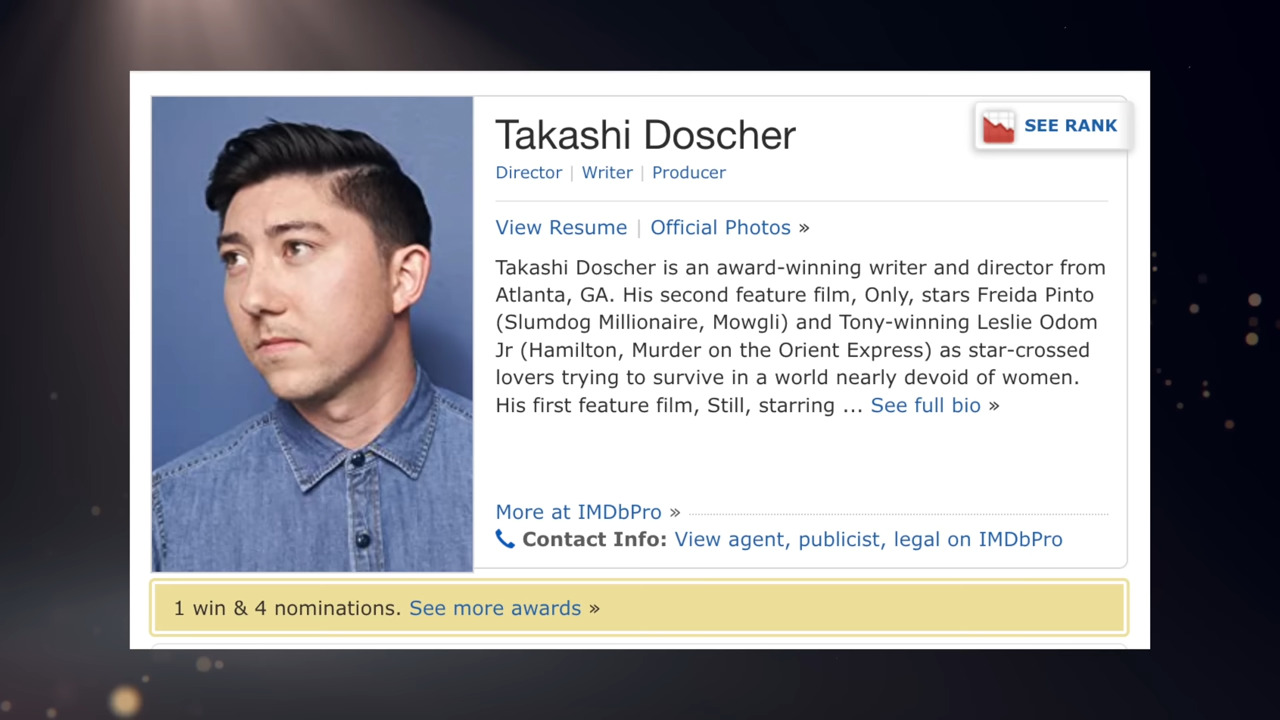 Takashi Doscher
SEE RANK
Director | Writer | Producer
View Resume | Official Photos »
Takashi Doscher is an award-winning writer and director from
Atlanta, GA. His second feature film, Only, stars Freida Pinto
(Slumdog Millionaire, Mowgli) and Tony-winning Leslie Odom
Jr (Hamilton, Murder on the Orient Express) as star-crossed
lovers trying to survive in a world nearly devoid of women.
His first feature film, Still, starring ... See full bio »
More at IMDbPro »
Contact Info: View agent, publicist, legal on IMDbPro
1 win & 4 nominations. See more awards »